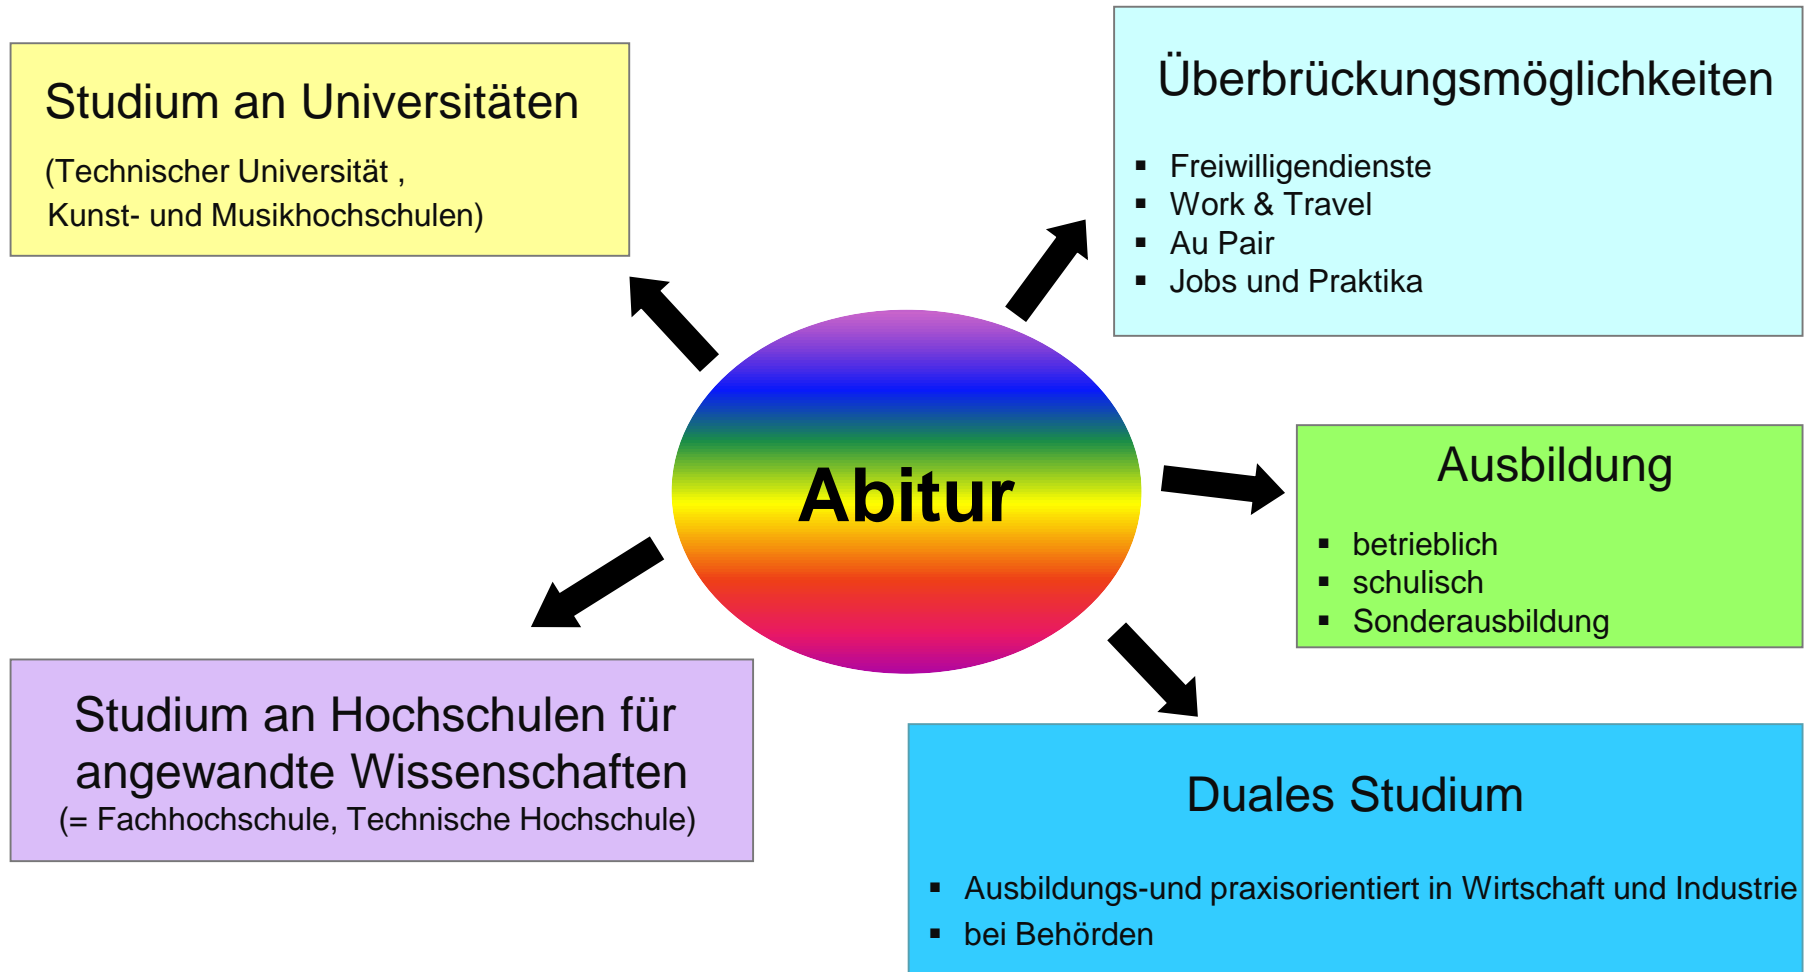 Studium an Universitäten
(Technischer Universität ,
Kunst- und Musikhochschulen)
Überbrückungsmöglichkeiten
▪ Freiwilligendienste
▪ Work & Travel
▪ Au Pair
▪ Jobs und Praktika
Abitur
Ausbildung
▪ betrieblich
▪ schulisch
▪ Sonderausbildung
Studium an Hochschulen für
angewandte Wissenschaften
(= Fachhochschule, Technische Hochschule)
Duales Studium
▪ Ausbildungs-und praxisorientiert in Wirtschaft und Industrie
▪ bei Behörden